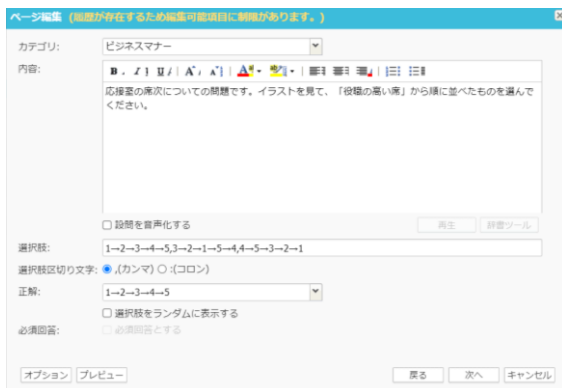 ページ編集 (履歴が存在するため編集可能項目に制限があります。)
カテゴリ: ビジネスマナー
内容:
応接室の席次についての問題です。イラストを見て、「役職の高い席」から順に並べたものを選んで
ください。
設問を音声化する 再生 辞書ツール
選択肢: 1→2→3→4→5,3→2→1→5→4,4→5→3→2→1
選択肢区切り文字: ,(カンマ) :(コロン)
正解: 1→2→3→4→5
選択肢をランダムに表示する
必須回答: 必須回答とする
オプション プレビュー 戻る 次へ キャンセル